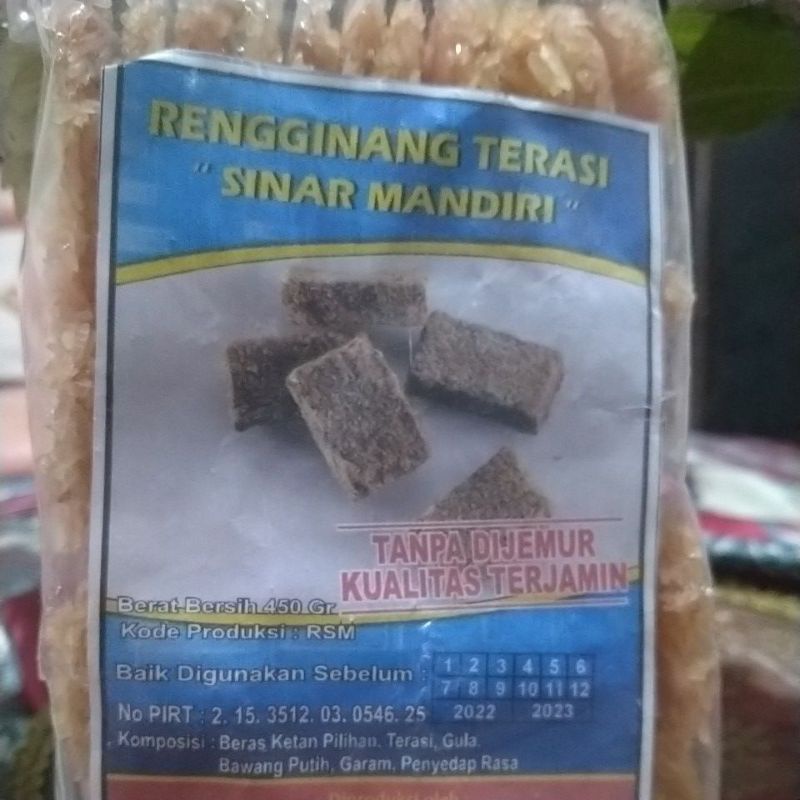 RENGGINANG TERASI
" SINAR MANDIRI "
TANPA DIJEMUR
KUALITAS TERJAMIN
Berat Bersih 450 Gr
Kode Produksi : RSM
Baik Digunakan Sebelum :
1 2 3 4 5 6
7 8 9 10 11 12
2022 2023
No PIRT : 2. 15. 3512. 03. 0546. 25
Komposisi : Beras Ketan Pilihan. Terasi, Gula.
Bawang Putih, Garam, Penyedap Rasa